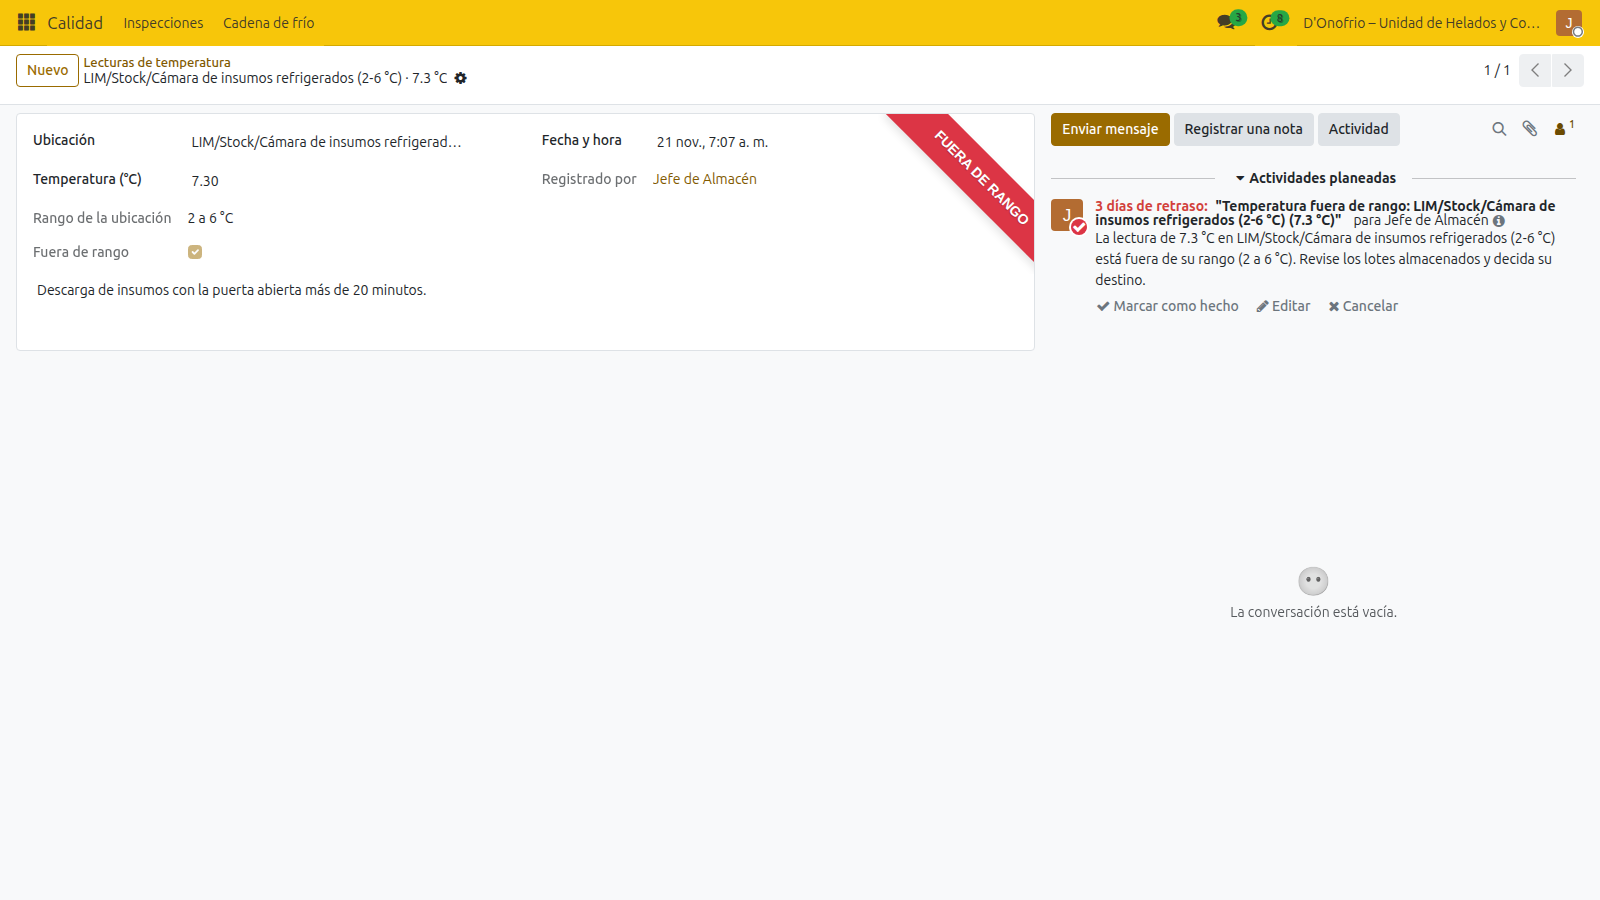 Calidad
Inspecciones
Cadena de frío
3
8
D'Onofrio – Unidad de Helados y Co...
J
Nuevo
Lecturas de temperatura
LIM/Stock/Cámara de insumos refrigerados (2-6 °C) · 7.3 °C
1 / 1
Ubicación
LIM/Stock/Cámara de insumos refrigerad...
Fecha y hora
21 nov., 7:07 a. m.
FUERA DE RANGO
Temperatura (°C)
7.30
Registrado por
Jefe de Almacén
Rango de la ubicación
2 a 6 °C
Fuera de rango
Descarga de insumos con la puerta abierta más de 20 minutos.
Enviar mensaje
Registrar una nota
Actividad
1
Actividades planeadas
J
3 días de retraso: "Temperatura fuera de rango: LIM/Stock/Cámara de
insumos refrigerados (2-6 °C) (7.3 °C)" para Jefe de Almacén
La lectura de 7.3 °C en LIM/Stock/Cámara de insumos refrigerados (2-6 °C)
está fuera de su rango (2 a 6 °C). Revise los lotes almacenados y decida su
destino.
Marcar como hecho
Editar
Cancelar
La conversación está vacía.